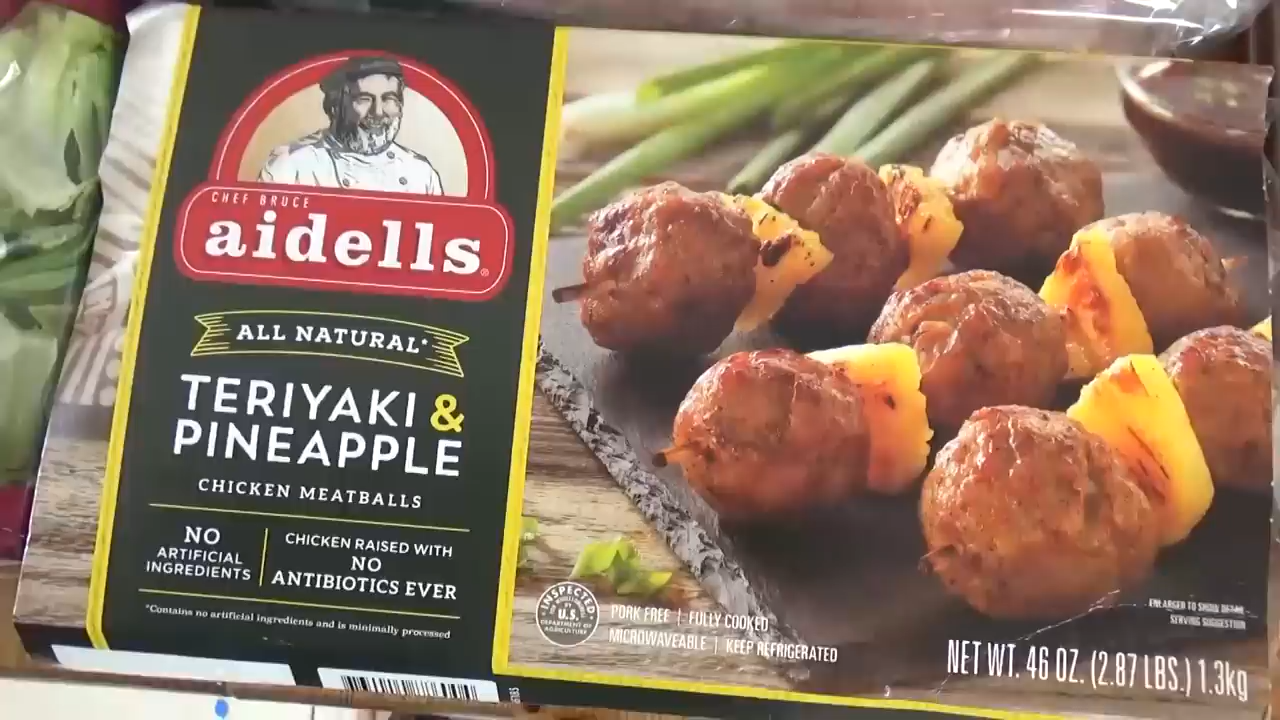 CHEF BRUCE
aidells®
ALL NATURAL*
TERIYAKI &
PINEAPPLE
CHICKEN MEATBALLS
NO
ARTIFICIAL
INGREDIENTS
CHICKEN RAISED WITH
NO
ANTIBIOTICS EVER
*Contains no artificial ingredients and is minimally processed
INSPECTED
BY
U.S.
DEPARTMENT OF
AGRICULTURE
PORK FREE | FULLY COOKED
MICROWAVEABLE | KEEP REFRIGERATED
ENLARGED TO SHOW DETAIL
SERVING SUGGESTION
NET WT. 46 OZ. (2.87 LBS.) 1.3kg